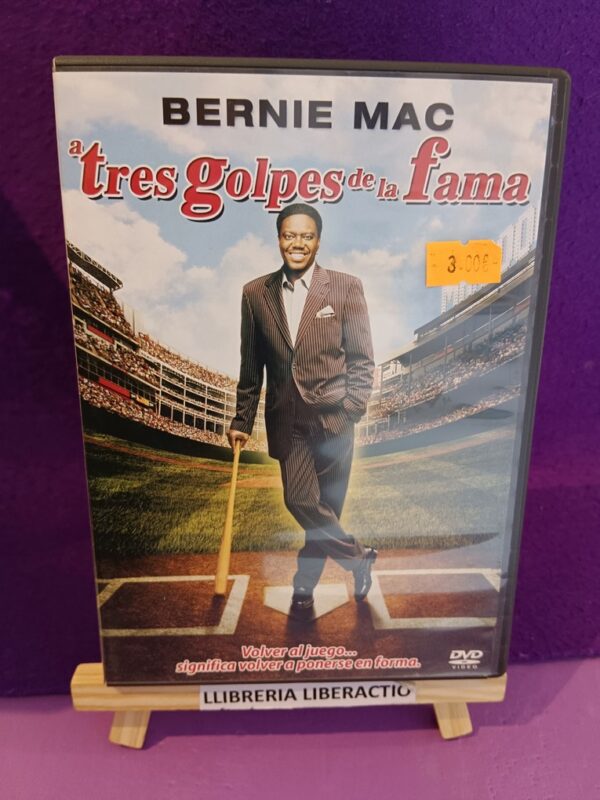 BERNIE MAC
a tres golpes de la fama
3.00€
Volver al juego...
significa volver a ponerse en forma.
DVD
VIDEO
LLIBRERIA LIBERACTIO